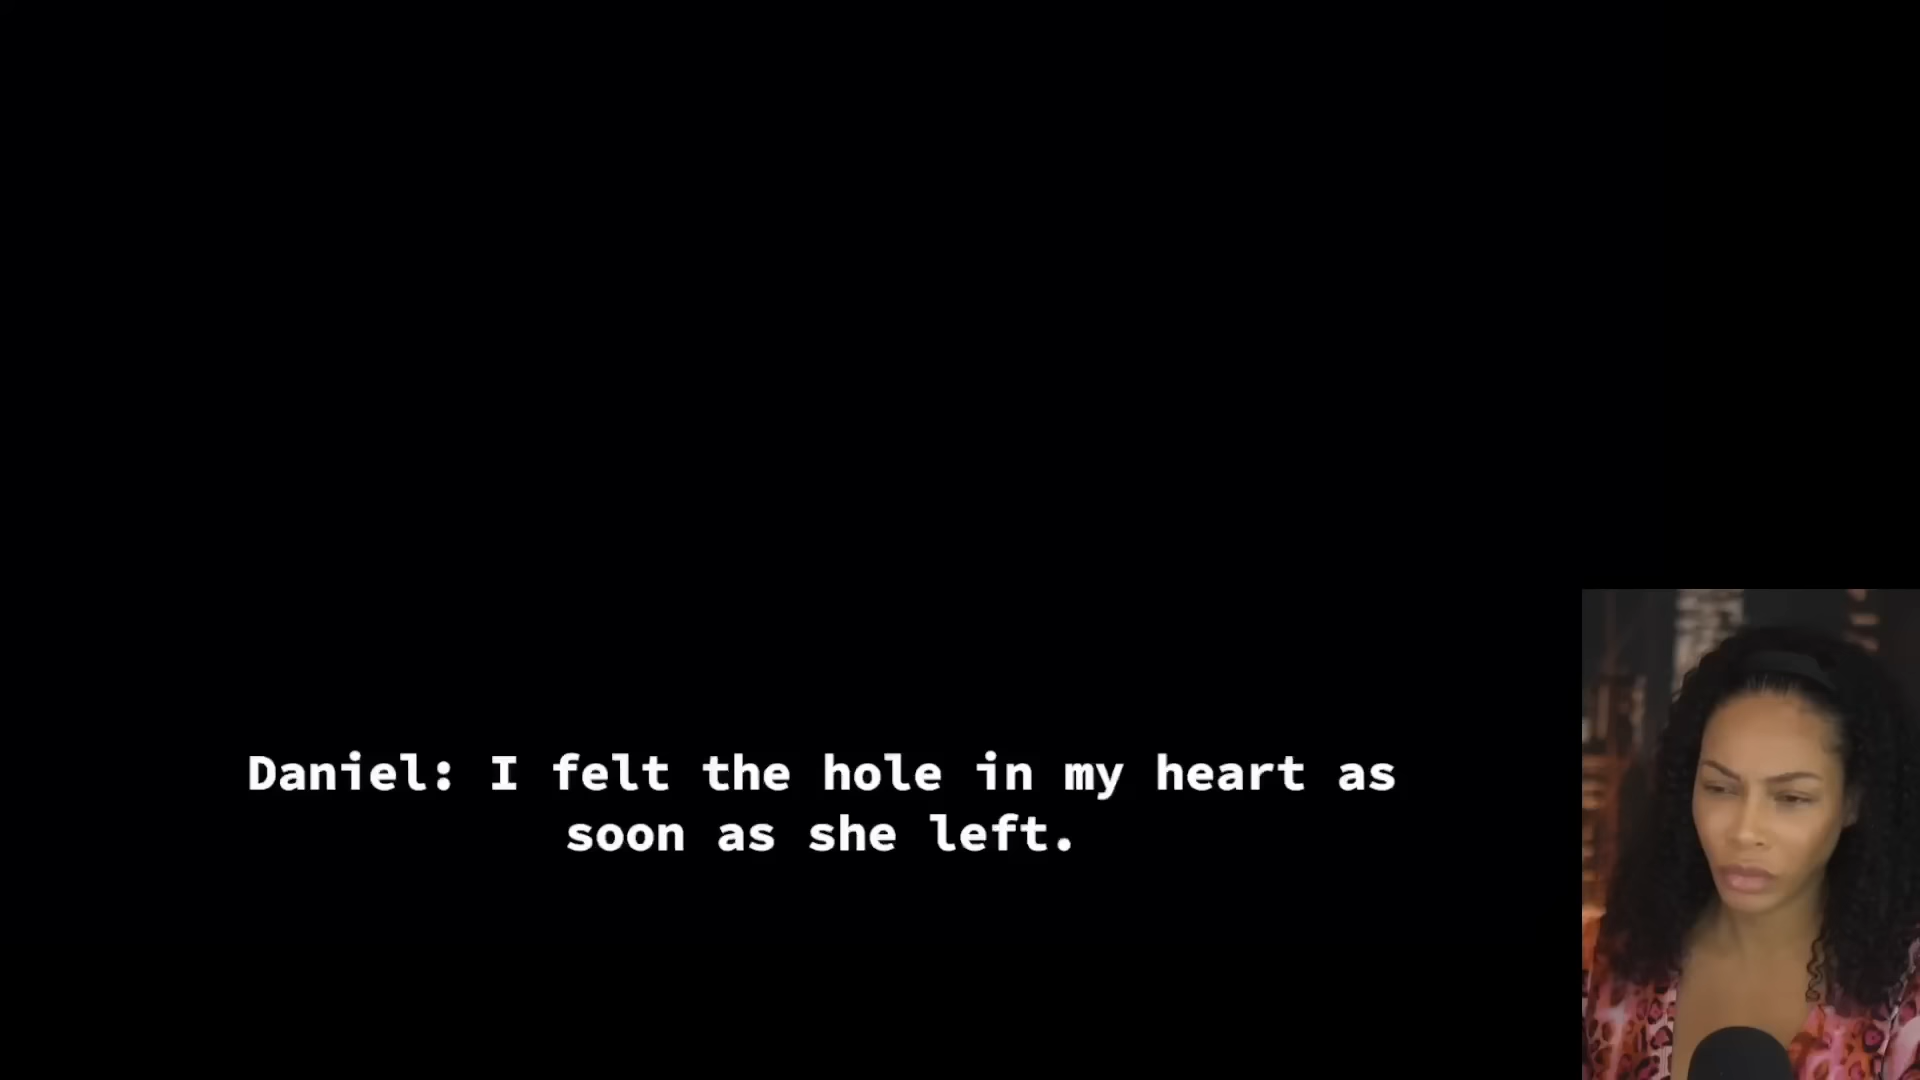 Daniel: I felt the hole in my heart as
soon as she left.